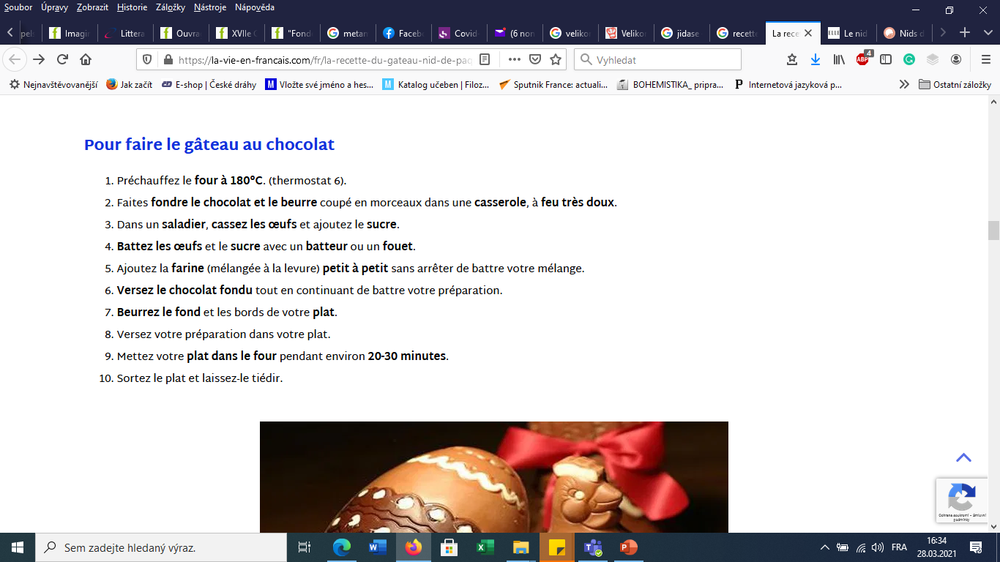 Soubor Úpravy Zobrazit Historie Záložky Nástroje Nápověda
Imagin Littera Ouvra XVIIe C "Fond metan Faceb Covid (6 non velikon Velikon jidase recette La rece ELLE Le nid Nids d
https://la-vie-en-francais.com/fr/la-recette-du-gateau-nid-de-paq Vyhledat ABP 4
Nejnavštěvovanější Jak začít E-shop | České dráhy Vložte své jméno a hes... Katalog učeben | Filoz... Sputnik France: actuali... BOHEMISTIKA_ pripra... Internetová jazyková p... Ostatní záložky
Pour faire le gâteau au chocolat
1. Préchauffez le four à 180°C. (thermostat 6).
2. Faites fondre le chocolat et le beurre coupé en morceaux dans une casserole, à feu très doux.
3. Dans un saladier, cassez les œufs et ajoutez le sucre.
4. Battez les œufs et le sucre avec un batteur ou un fouet.
5. Ajoutez la farine (mélangée à la levure) petit à petit sans arrêter de battre votre mélange.
6. Versez le chocolat fondu tout en continuant de battre votre préparation.
7. Beurrez le fond et les bords de votre plat.
8. Versez votre préparation dans votre plat.
9. Mettez votre plat dans le four pendant environ 20-30 minutes.
10. Sortez le plat et laissez-le tiédir.
Ochrana soukromí - Smluvní
podmínky
Sem zadejte hledaný výraz.
FRA
16:34
28.03.2021